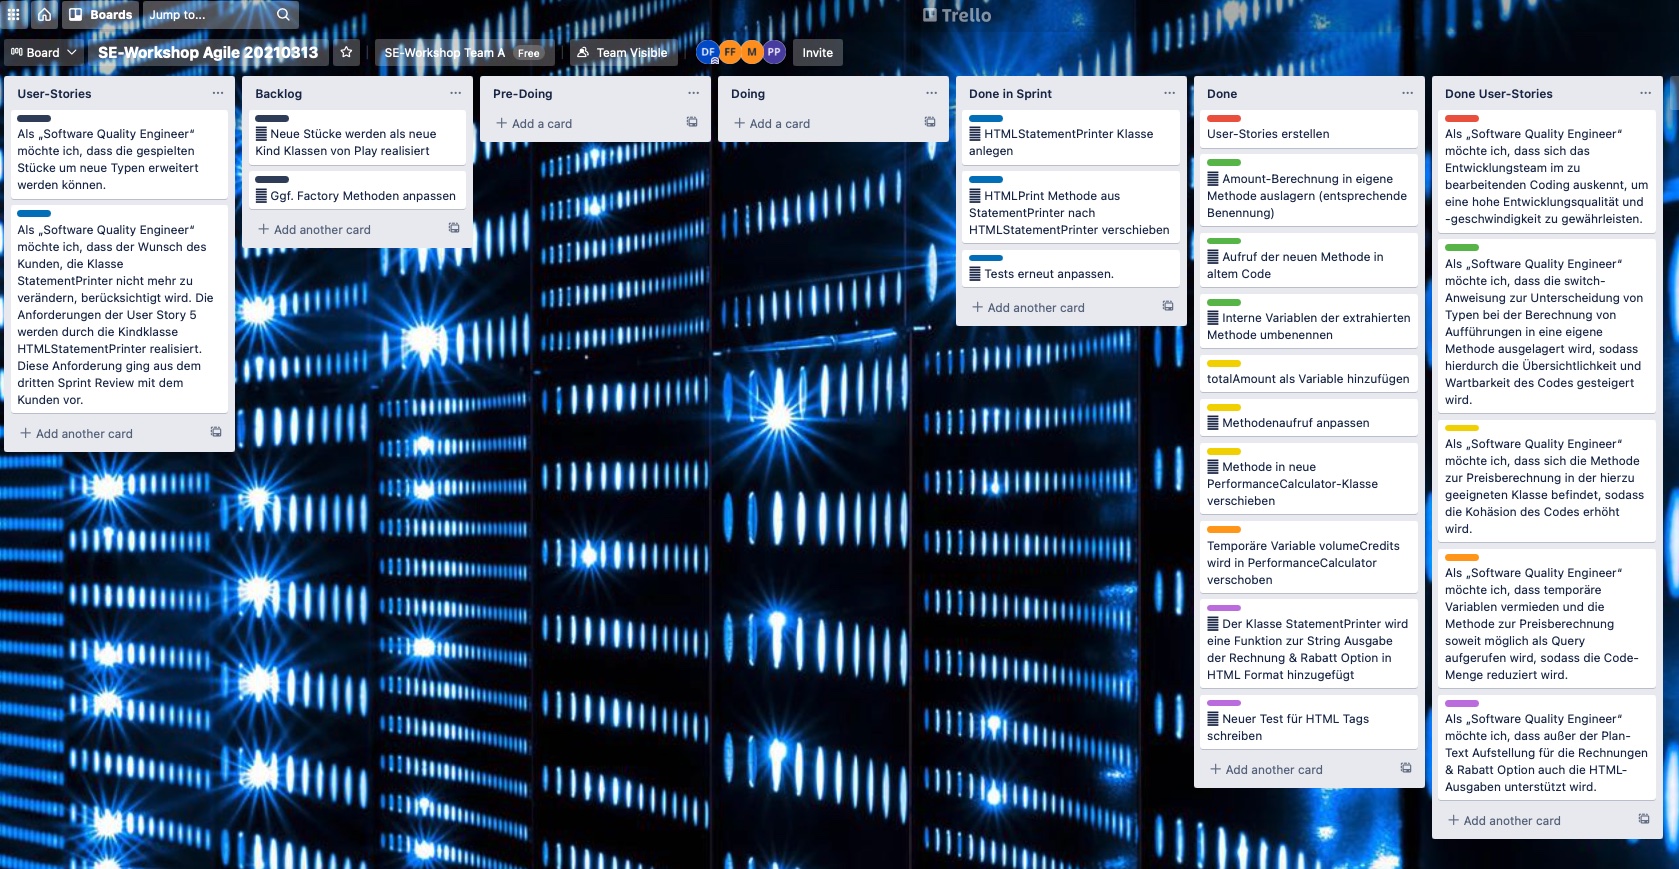 Boards
Jump to...
Trello
Board
SE-Workshop Agile 20210313
SE-Workshop Team A Free
Team Visible
DF FF M PP
Invite
User-Stories
Als „Software Quality Engineer“
möchte ich, dass die gespielten
Stücke um neue Typen erweitert
werden können.
Als „Software Quality Engineer“
möchte ich, dass der Wunsch des
Kunden, die Klasse
StatementPrinter nicht mehr zu
verändern, berücksichtigt wird. Die
Anforderungen der User Story 5
werden durch die Kindklasse
HTMLStatementPrinter realisiert.
Diese Anforderung ging aus dem
dritten Sprint Review mit dem
Kunden vor.
Add another card
Backlog
Neue Stücke werden als neue
Kind Klassen von Play realisiert
Ggf. Factory Methoden anpassen
Add another card
Pre-Doing
Add a card
Doing
Add a card
Done in Sprint
HTMLStatementPrinter Klasse
anlegen
HTMLPrint Methode aus
StatementPrinter nach
HTMLStatementPrinter verschieben
Tests erneut anpassen.
Add another card
Done
User-Stories erstellen
Amount-Berechnung in eigene
Methode auslagern (entsprechende
Benennung)
Aufruf der neuen Methode in
altem Code
Interne Variablen der extrahierten
Methode umbenennen
totalAmount als Variable hinzufügen
Methodenaufruf anpassen
Methode in neue
PerformanceCalculator-Klasse
verschieben
Temporäre Variable volumeCredits
wird in PerformanceCalculator
verschoben
Der Klasse StatementPrinter wird
eine Funktion zur String Ausgabe
der Rechnung & Rabatt Option in
HTML Format hinzugefügt
Neuer Test für HTML Tags
schreiben
Add another card
Done User-Stories
Als „Software Quality Engineer“
möchte ich, dass sich das
Entwicklungsteam im zu
bearbeitenden Coding auskennt, um
eine hohe Entwicklungsqualität und
-geschwindigkeit zu gewährleisten.
Als „Software Quality Engineer“
möchte ich, dass die switch-
Anweisung zur Unterscheidung von
Typen bei der Berechnung von
Aufführungen in eine eigene
Methode ausgelagert wird, sodass
hierdurch die Übersichtlichkeit und
Wartbarkeit des Codes gesteigert
wird.
Als „Software Quality Engineer“
möchte ich, dass sich die Methode
zur Preisberechnung in der hierzu
geeigneten Klasse befindet, sodass
die Kohäsion des Codes erhöht
wird.
Als „Software Quality Engineer“
möchte ich, dass temporäre
Variablen vermieden und die
Methode zur Preisberechnung
soweit möglich als Query
aufgerufen wird, sodass die Code-
Menge reduziert wird.
Als „Software Quality Engineer“
möchte ich, dass außer der Plan-
Text Aufstellung für die Rechnungen
& Rabatt Option auch die HTML-
Ausgaben unterstützt wird.
Add another card